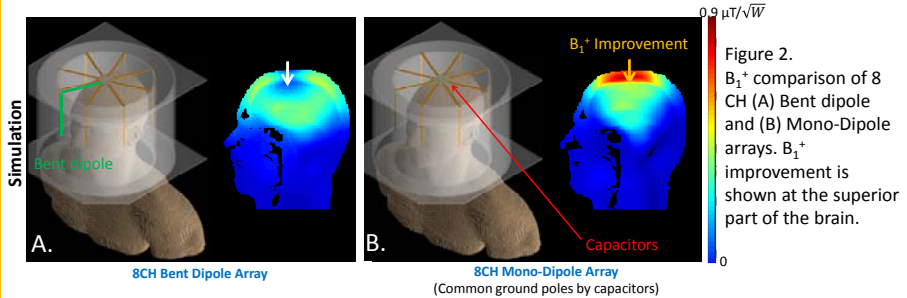 Simulation
Bent dipole
A.
8CH Bent Dipole Array
B₁⁺ Improvement
Capacitors
B.
8CH Mono-Dipole Array
(Common ground poles by capacitors)
0.9 μT/√W
0
Figure 2.
B₁⁺ comparison of 8
CH (A) Bent dipole
and (B) Mono-Dipole
arrays. B₁⁺
improvement is
shown at the superior
part of the brain.